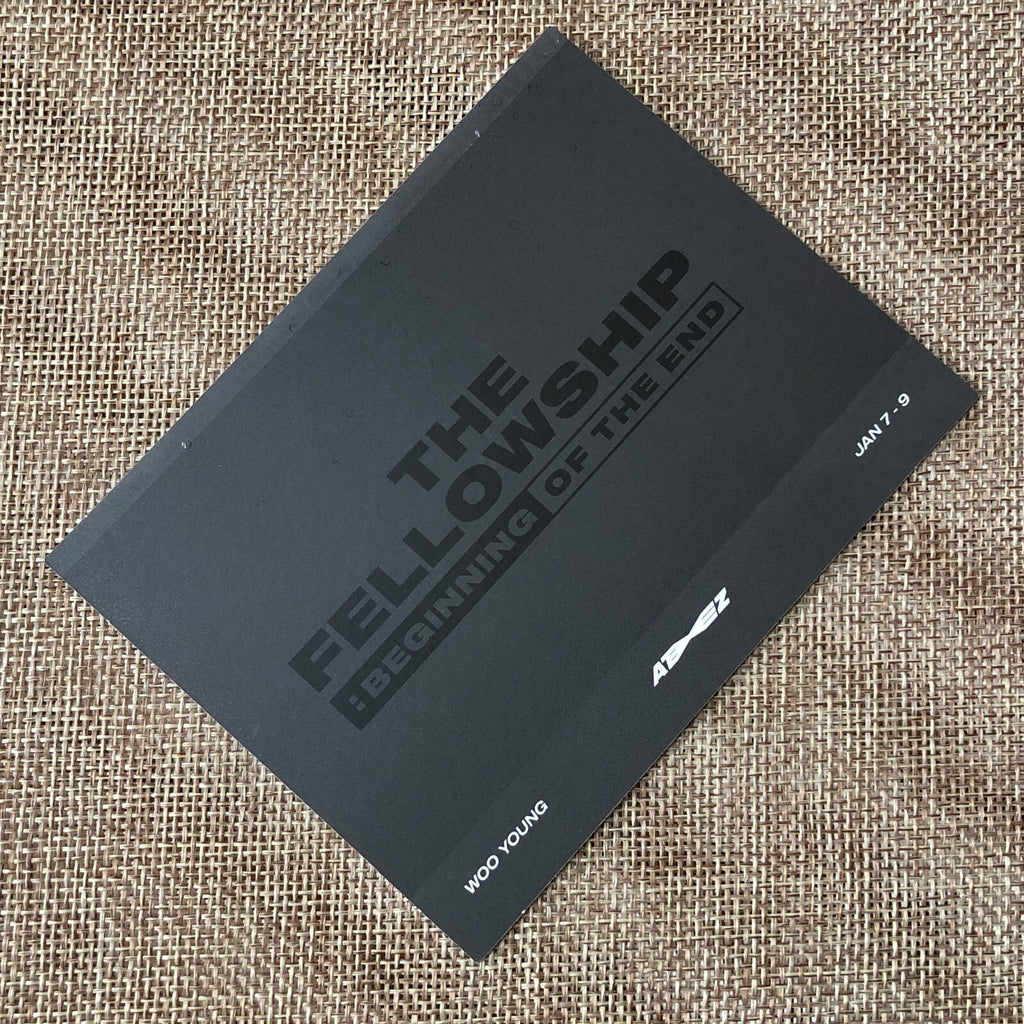 THE
FELLOWSHIP
:BEGINNING OF THE END
WOO YOUNG
ATEEZ
JAN 7 - 9